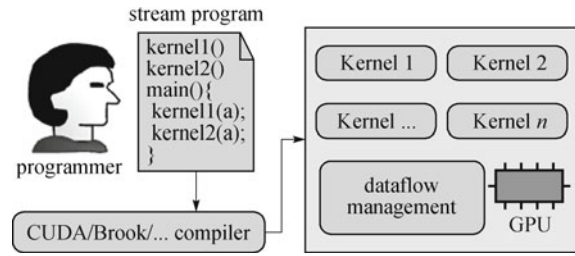 stream program
kernel1()
kernel2()
main(){
kernel1(a);
kernel2(a);
}
programmer
CUDA/Brook/... compiler
Kernel 1
Kernel 2
Kernel ...
Kernel n
dataflow
management
GPU